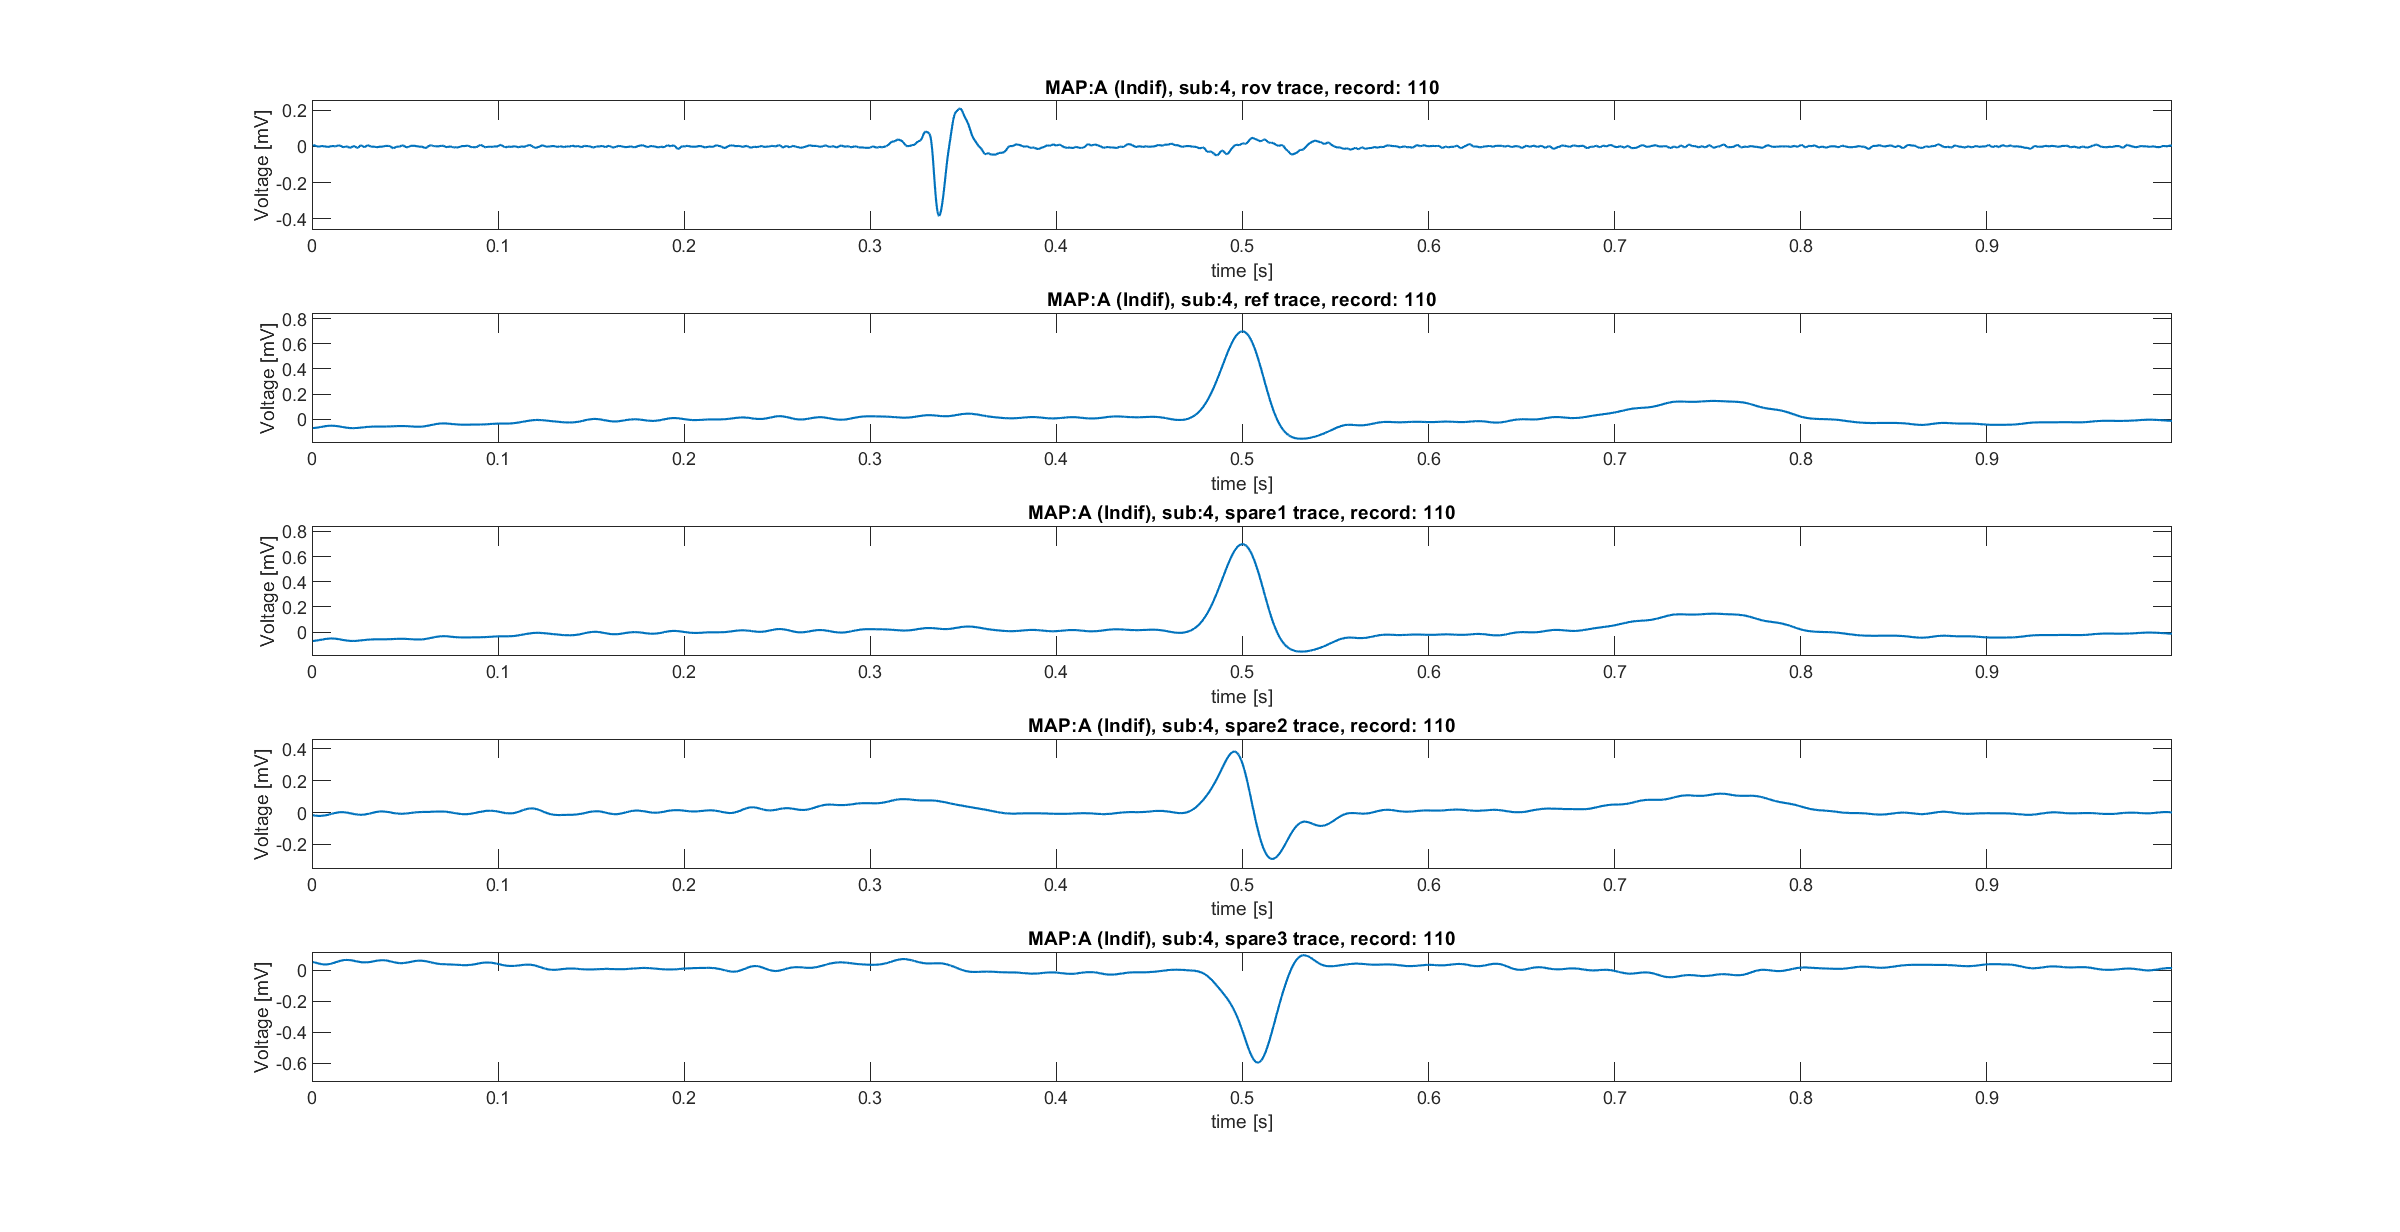 MAP:A (Indif), sub:4, rov trace, record: 110
Voltage [mV]
0.2
0
-0.2
-0.4
0 0.1 0.2 0.3 0.4 0.5 0.6 0.7 0.8 0.9
time [s]
MAP:A (Indif), sub:4, ref trace, record: 110
Voltage [mV]
0.8
0.6
0.4
0.2
0
0 0.1 0.2 0.3 0.4 0.5 0.6 0.7 0.8 0.9
time [s]
MAP:A (Indif), sub:4, spare1 trace, record: 110
Voltage [mV]
0.8
0.6
0.4
0.2
0
0 0.1 0.2 0.3 0.4 0.5 0.6 0.7 0.8 0.9
time [s]
MAP:A (Indif), sub:4, spare2 trace, record: 110
Voltage [mV]
0.4
0.2
0
-0.2
0 0.1 0.2 0.3 0.4 0.5 0.6 0.7 0.8 0.9
time [s]
MAP:A (Indif), sub:4, spare3 trace, record: 110
Voltage [mV]
0
-0.2
-0.4
-0.6
0 0.1 0.2 0.3 0.4 0.5 0.6 0.7 0.8 0.9
time [s]